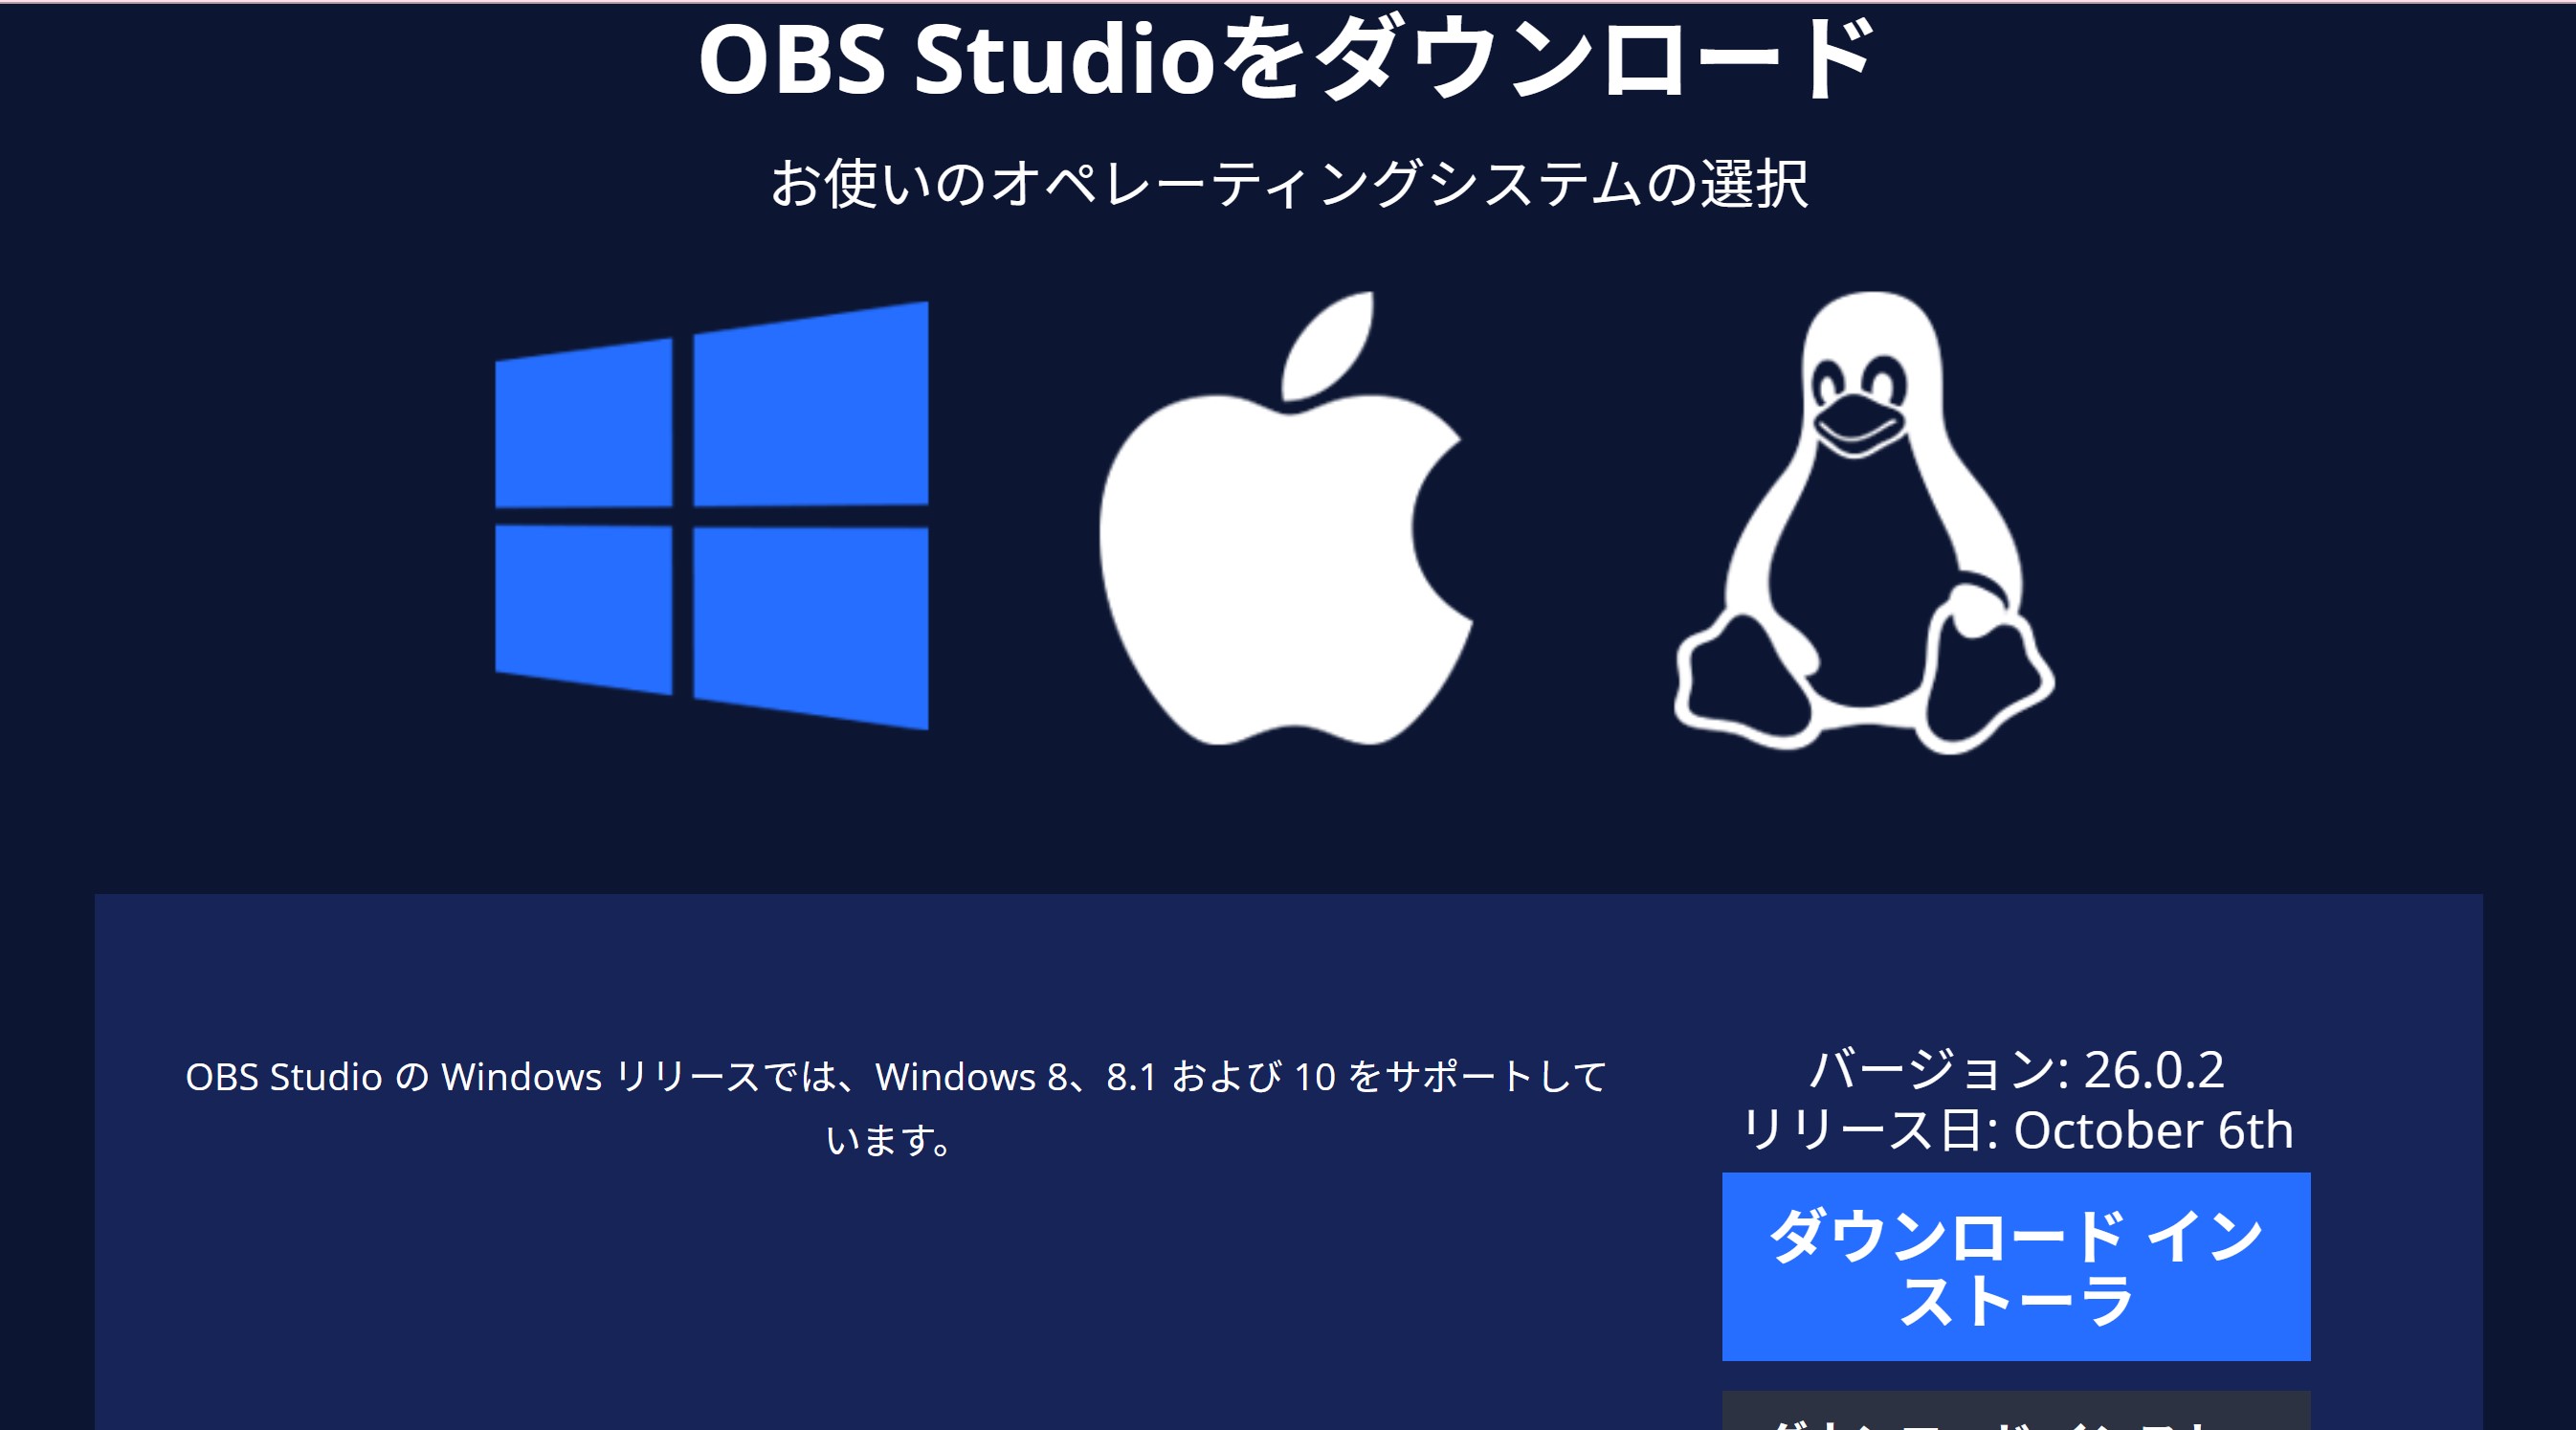 OBS Studioをダウンロード
お使いのオペレーティングシステムの選択
OBS Studio の Windows リリースでは、Windows 8、8.1 および 10 をサポートして
います。
バージョン: 26.0.2
リリース日: October 6th
ダウンロード イン
ストーラ